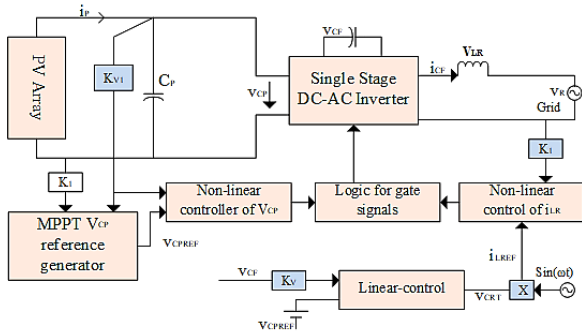 iP
PV Array
KV1
CP
vCP
vCF
Single Stage
DC-AC Inverter
iCF
VLR
vR
Grid
K1
K1
MPPT VCP
reference
generator
vCPREF
Non-linear
controller of VCP
Logic for gate
signals
Non-linear
control of iLR
iLREF
Sin(ωt)
vCF
KV
Linear-control
vCRT
X
vCPREF